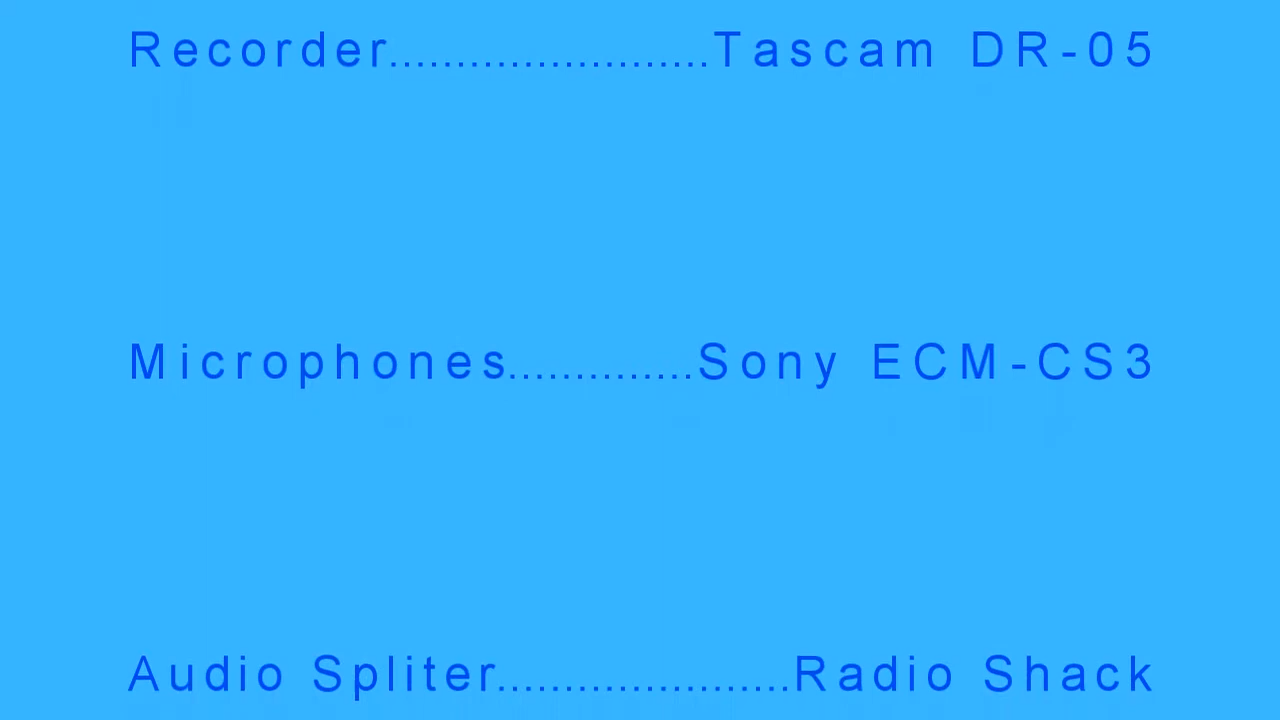 Recorder........................Tascam DR-05
Microphones..............Sony ECM-CS3
Audio Spliter......................Radio Shack